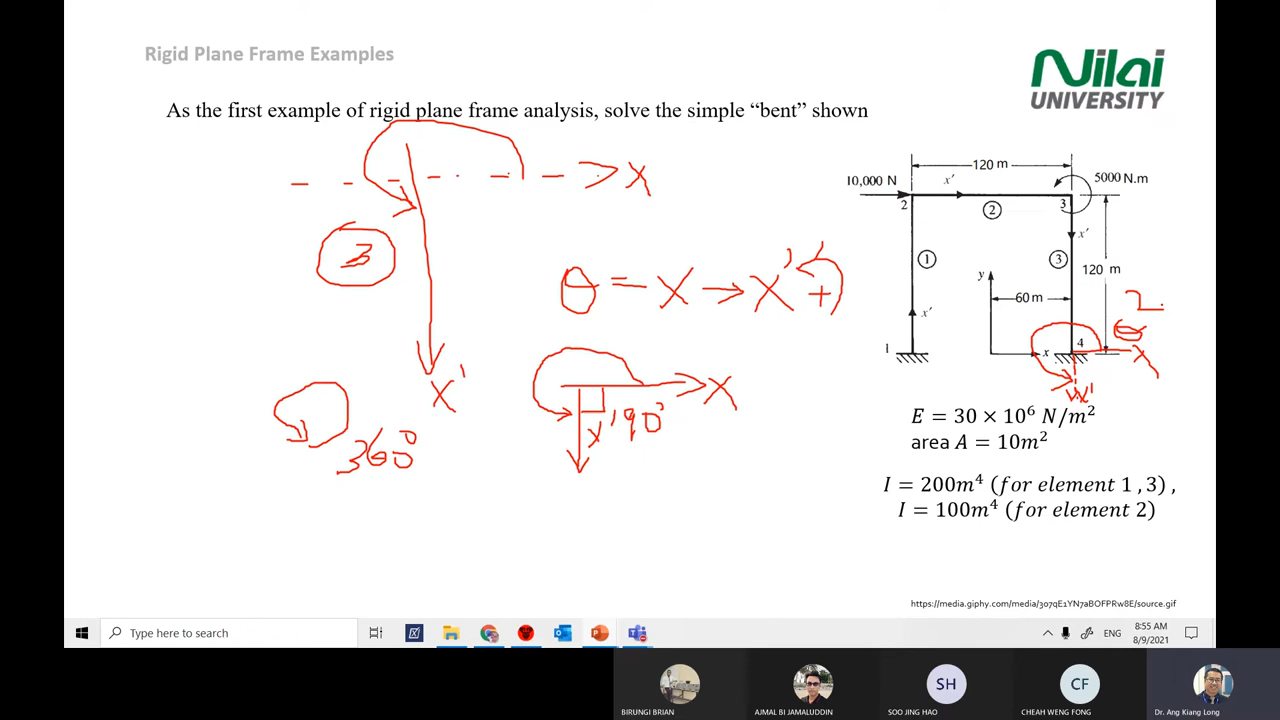 Rigid Plane Frame Examples
Nilai
UNIVERSITY
As the first example of rigid plane frame analysis, solve the simple “bent” shown
X
3
X'
θ = X → X' +
360°
X
X' 90°
120 m
10,000 N
x'
5000 N.m
2
3
2
x'
1
3
120 m
y
60 m
x'
1
x
4
2
θ
X
X'
E = 30 × 10⁶ N/m²
area A = 10m²
I = 200m⁴ (for element 1 , 3) ,
I = 100m⁴ (for element 2)
https://media.giphy.com/media/3o7qE1YN7aBOFPRw8E/source.gif
Type here to search
ENG
8:55 AM
8/9/2021
SH
CF
BIRUNGI BRIAN
AJMAL BI JAMALUDDIN
SOO JING HAO
CHEAH WENG FONG
Dr. Ang Kiang Long